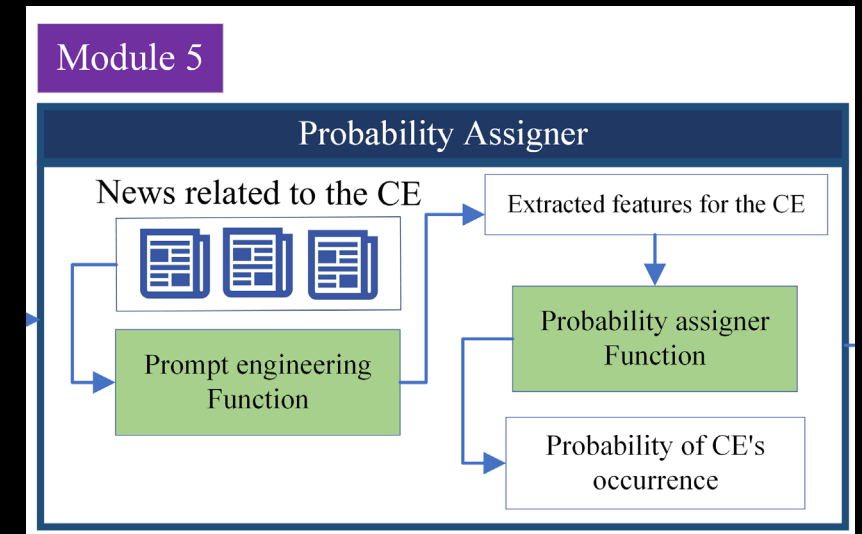 Module 5
Probability Assigner
News related to the CE
Prompt engineering
Function
Extracted features for the CE
Probability assigner
Function
Probability of CE's
occurrence